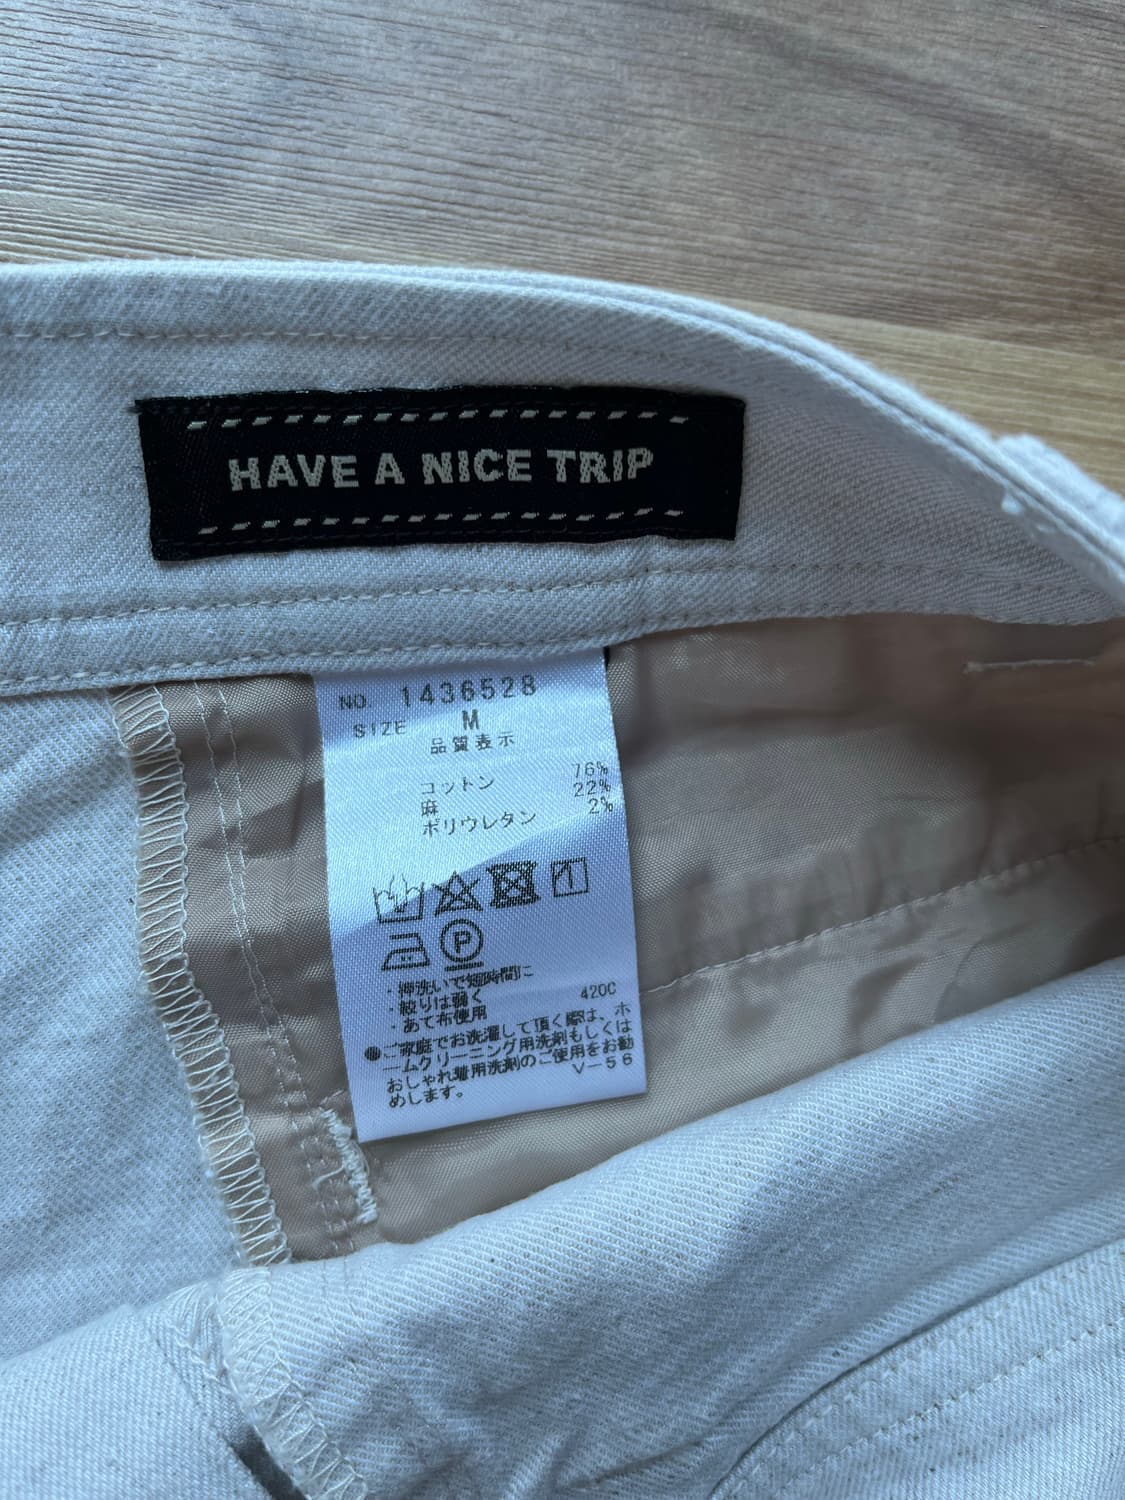 HAVE A NICE TRIP
NO. 1436528
SIZE M
品質表示
コットン 76%
麻 22%
ポリウレタン 2%
P
・押洗いで短時間に
・絞りは弱く 420C
・あて布使用
●ご家庭でお洗濯して頂く際は、ホ
ームクリーニング用洗剤もしくは
おしゃれ着用洗剤のご使用をお勧
めします。 V-56